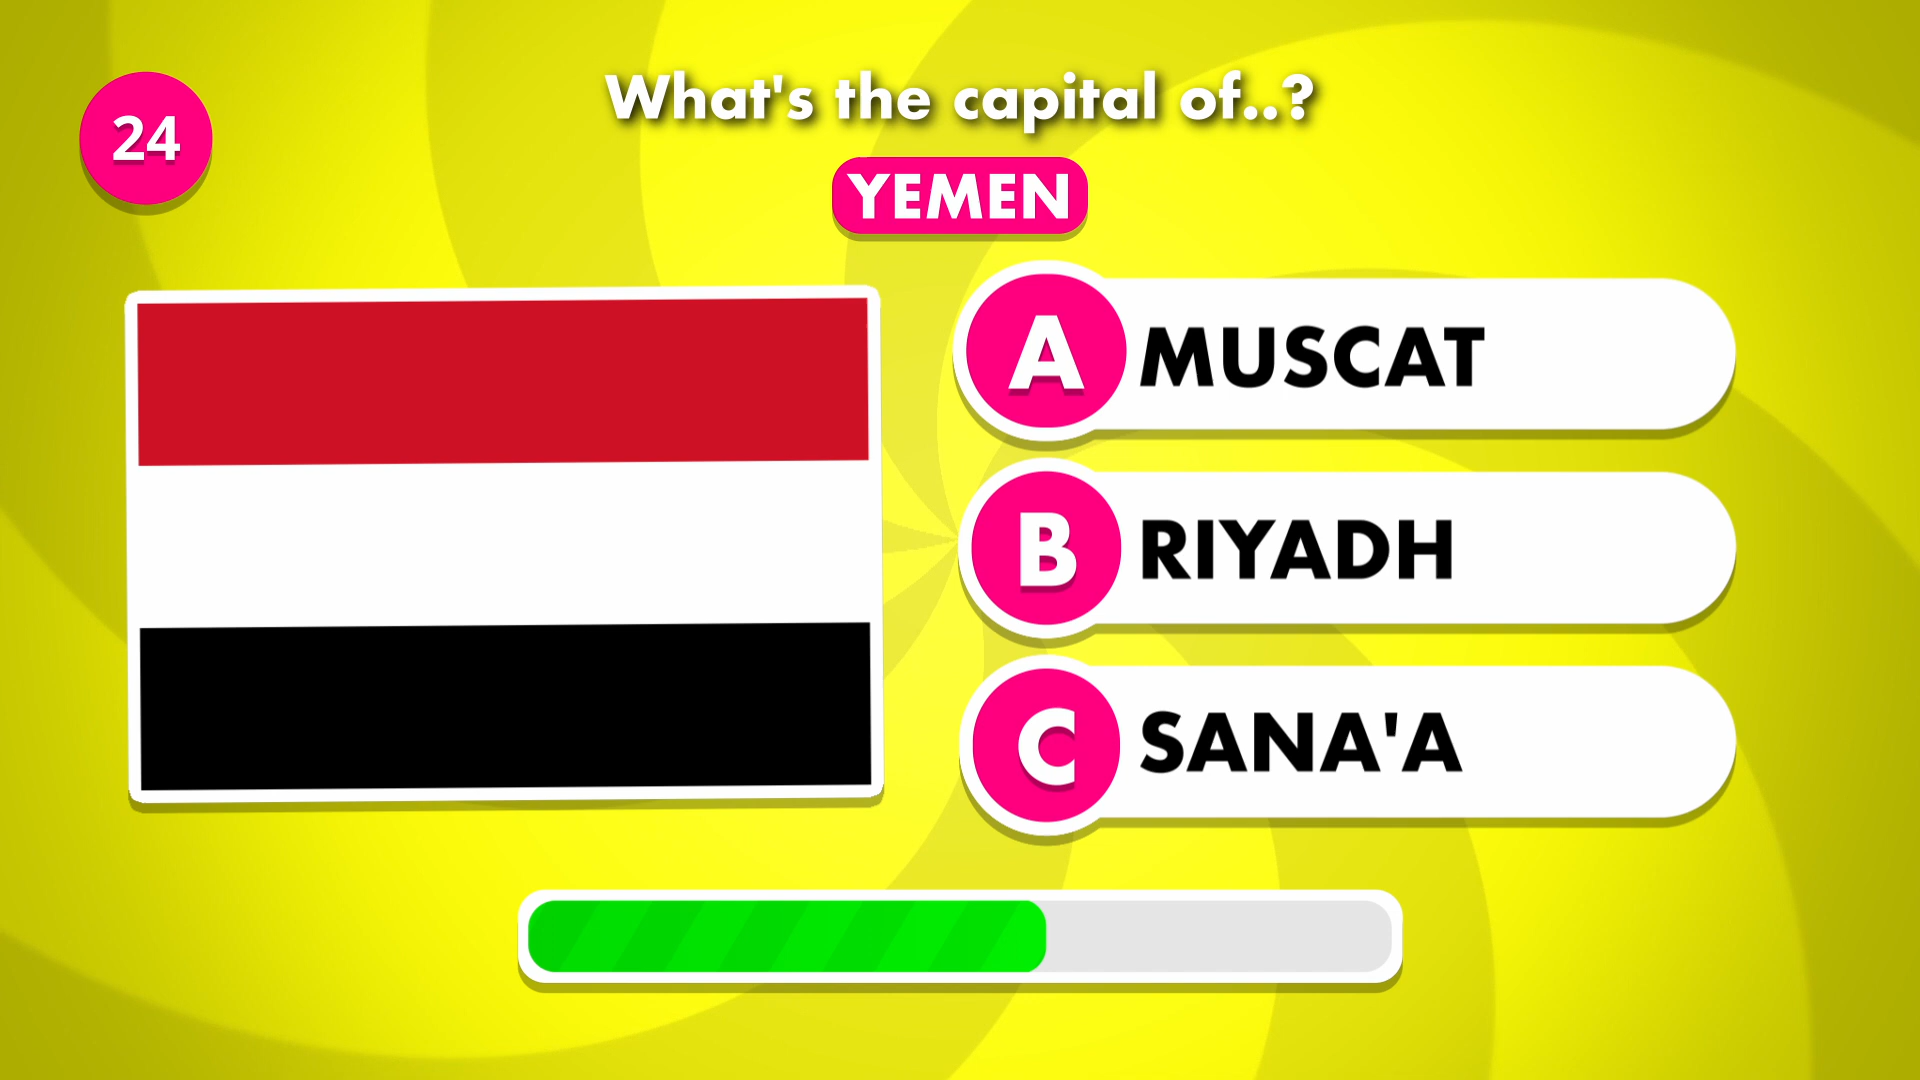 24
What's the capital of..?
YEMEN
A MUSCAT
B RIYADH
C SANA'A